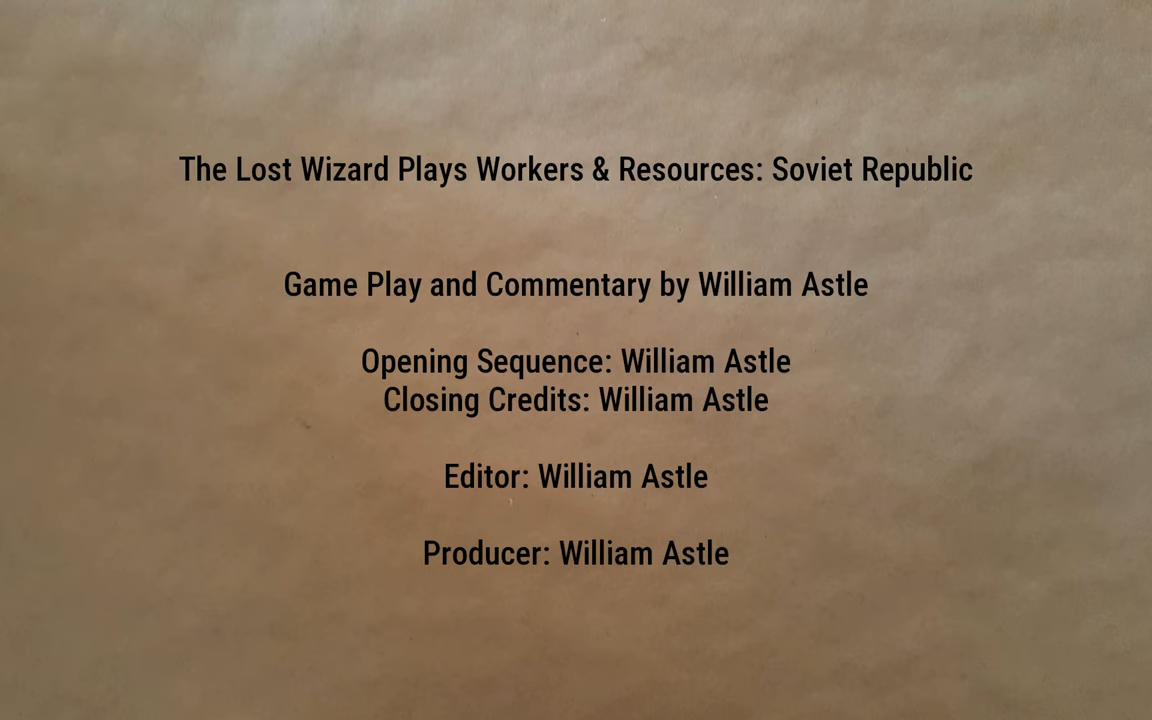 The Lost Wizard Plays Workers & Resources: Soviet Republic
Game Play and Commentary by William Astle
Opening Sequence: William Astle
Closing Credits: William Astle
Editor: William Astle
Producer: William Astle